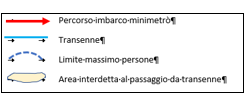 Percorso·imbarco·minimetrò¶
Transenne¶
Limite·massimo·persone¶
Area·interdetta·al·passaggio·da·transenne¶